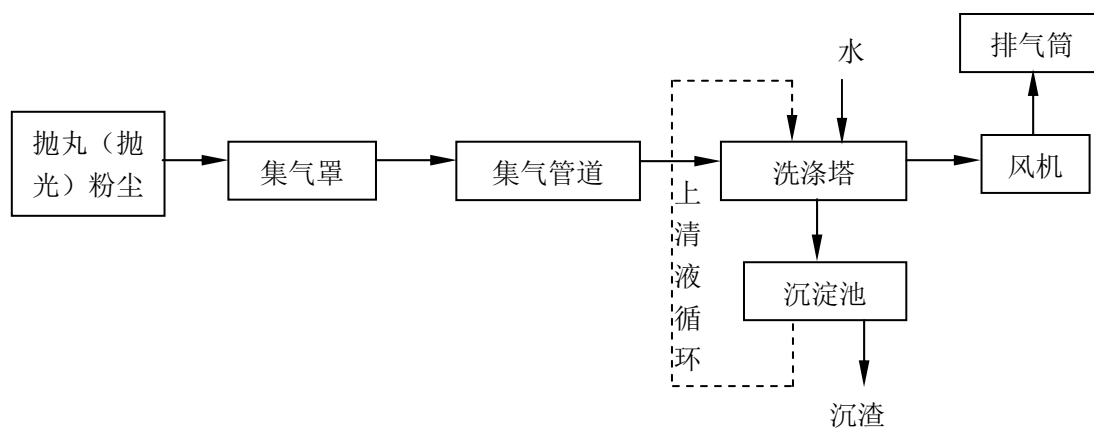 水
排气筒
抛丸（抛
光）粉尘
集气罩
集气管道
洗涤塔
风机
上
清
液
循
环
沉淀池
沉渣